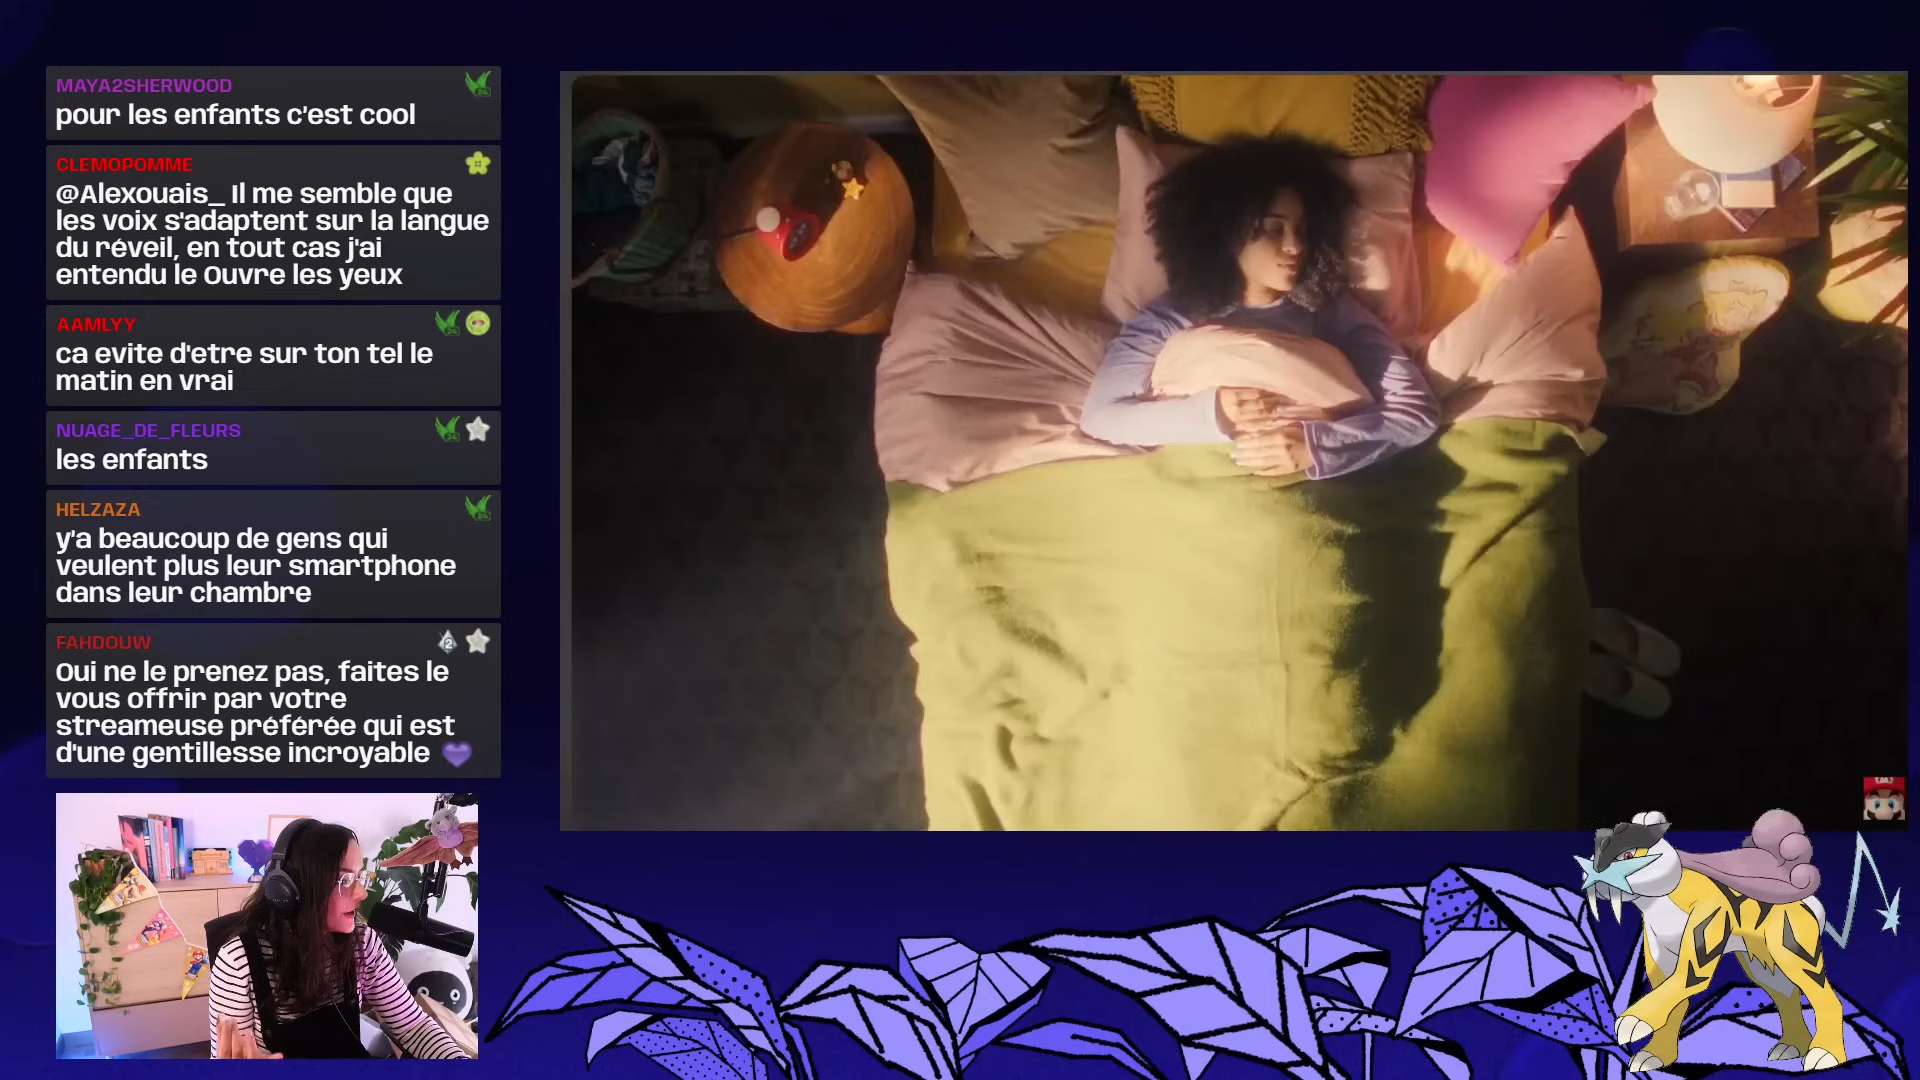 MAYA2SHERWOOD
pour les enfants c'est cool
CLEMOPOMME
@Alexouais_ Il me semble que
les voix s'adaptent sur la langue
du réveil, en tout cas j'ai
entendu le Ouvre les yeux
AAMLYY
ca evite d'etre sur ton tel le
matin en vrai
NUAGE_DE_FLEURS
les enfants
HELZAZA
y'a beaucoup de gens qui
veulent plus leur smartphone
dans leur chambre
FAHDOUW
Oui ne le prenez pas, faites le
vous offrir par votre
streameuse préférée qui est
d'une gentillesse incroyable